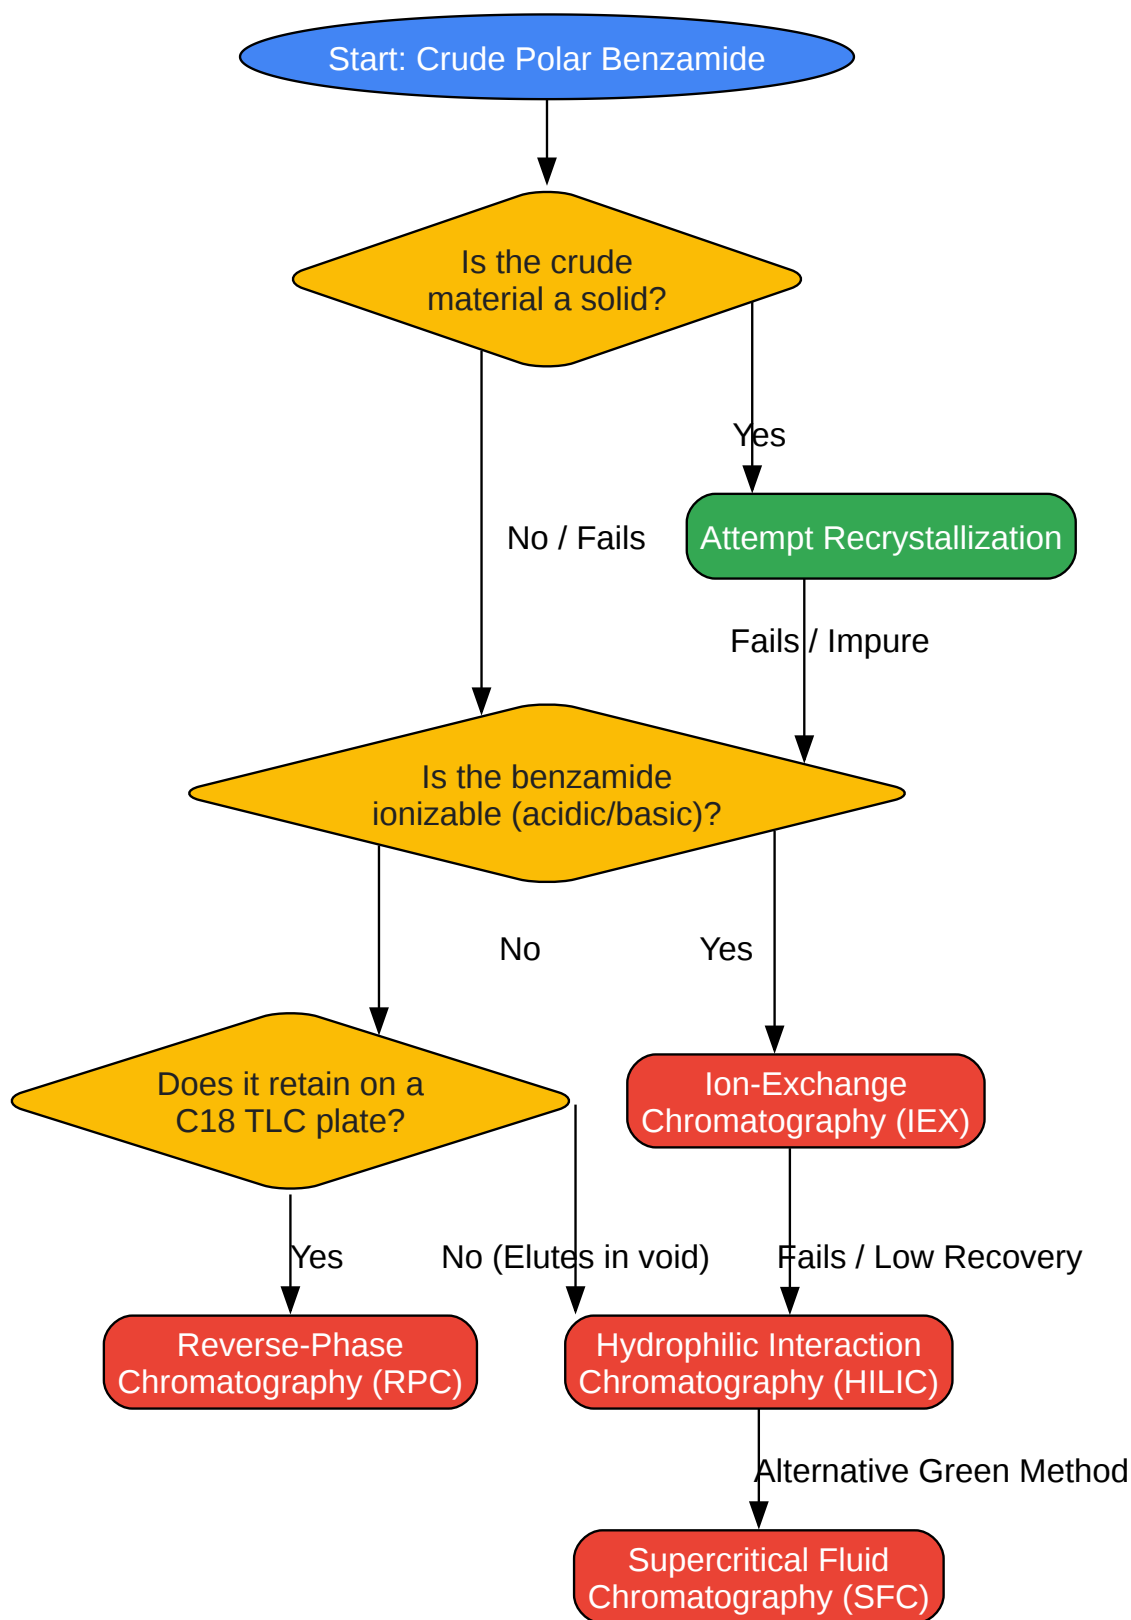 Start: Crude Polar Benzamide
Is the crude
material a solid?
Yes
No / Fails
Attempt Recrystallization
Fails / Impure
Is the benzamide
ionizable (acidic/basic)?
No
Yes
Does it retain on a
C18 TLC plate?
Ion-Exchange
Chromatography (IEX)
Yes
No (Elutes in void)
Fails / Low Recovery
Reverse-Phase
Chromatography (RPC)
Hydrophilic Interaction
Chromatography (HILIC)
Alternative Green Method
Supercritical Fluid
Chromatography (SFC)